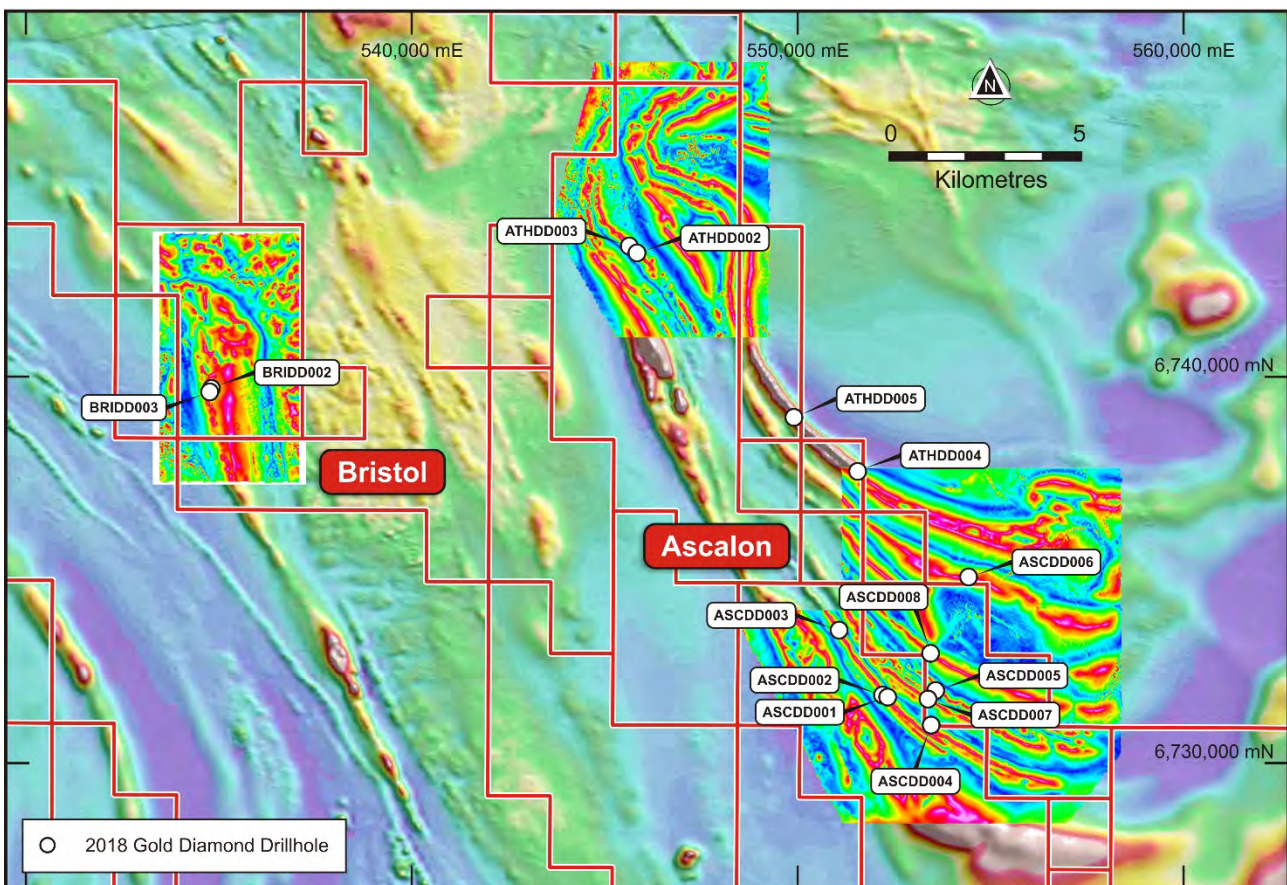 540,000 mE
550,000 mE
560,000 mE
N
0 5
Kilometres
ATHDD003
ATHDD002
6,740,000 mN
BRIDD002
BRIDD003
ATHDD005
ATHDD004
Bristol
Ascalon
ASCDD006
ASCDD008
ASCDD003
ASCDD002
ASCDD005
ASCDD001
ASCDD007
6,730,000 mN
ASCDD004
2018 Gold Diamond Drillhole